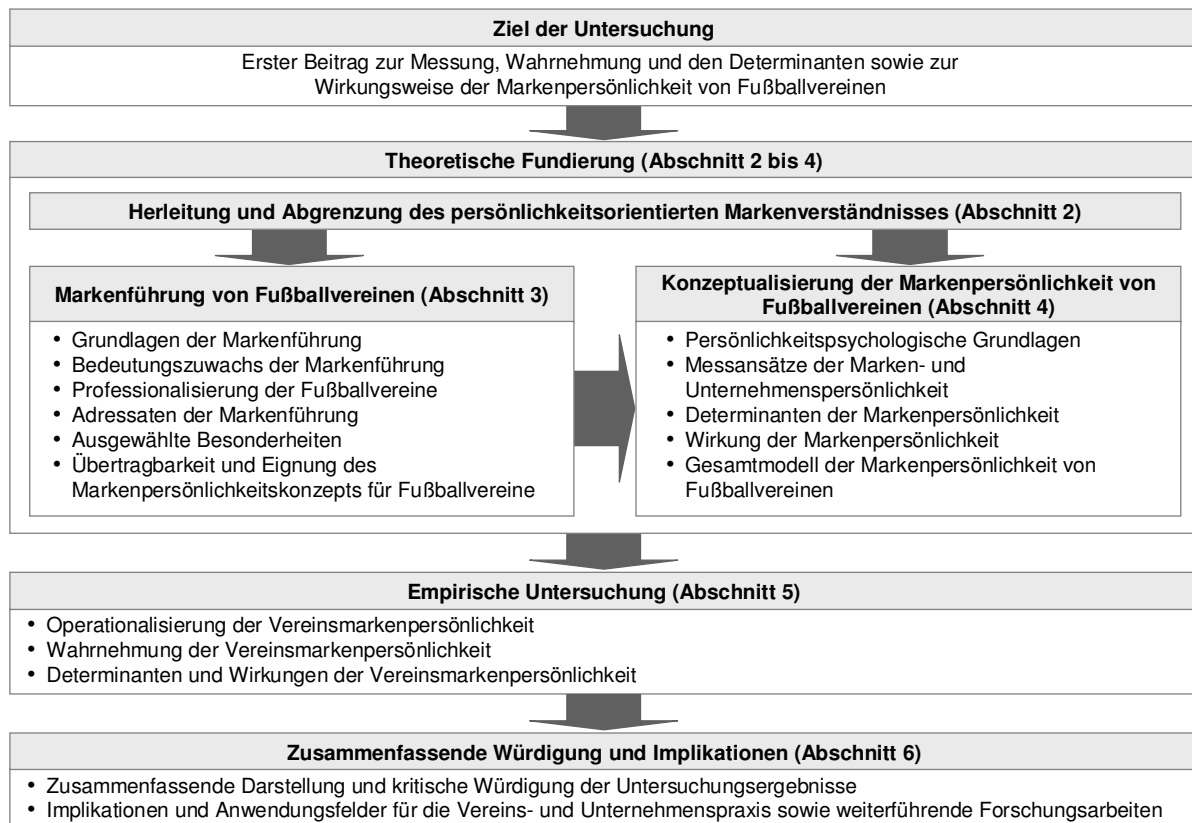 Ziel der Untersuchung
Erster Beitrag zur Messung, Wahrnehmung und den Determinanten sowie zur
Wirkungsweise der Markenpersönlichkeit von Fußballvereinen
Theoretische Fundierung (Abschnitt 2 bis 4)
Herleitung und Abgrenzung des persönlichkeitsorientierten Markenverständnisses (Abschnitt 2)
Markenführung von Fußballvereinen (Abschnitt 3)
• Grundlagen der Markenführung
• Bedeutungszuwachs der Markenführung
• Professionalisierung der Fußballvereine
• Adressaten der Markenführung
• Ausgewählte Besonderheiten
• Übertragbarkeit und Eignung des
Markenpersönlichkeitskonzepts für Fußballvereine
Konzeptualisierung der Markenpersönlichkeit von
Fußballvereinen (Abschnitt 4)
• Persönlichkeitspsychologische Grundlagen
• Messansätze der Marken- und
Unternehmenspersönlichkeit
• Determinanten der Markenpersönlichkeit
• Wirkung der Markenpersönlichkeit
• Gesamtmodell der Markenpersönlichkeit von
Fußballvereinen
Empirische Untersuchung (Abschnitt 5)
• Operationalisierung der Vereinsmarkenpersönlichkeit
• Wahrnehmung der Vereinsmarkenpersönlichkeit
• Determinanten und Wirkungen der Vereinsmarkenpersönlichkeit
Zusammenfassende Würdigung und Implikationen (Abschnitt 6)
• Zusammenfassende Darstellung und kritische Würdigung der Untersuchungsergebnisse
• Implikationen und Anwendungsfelder für die Vereins- und Unternehmenspraxis sowie weiterführende Forschungsarbeiten